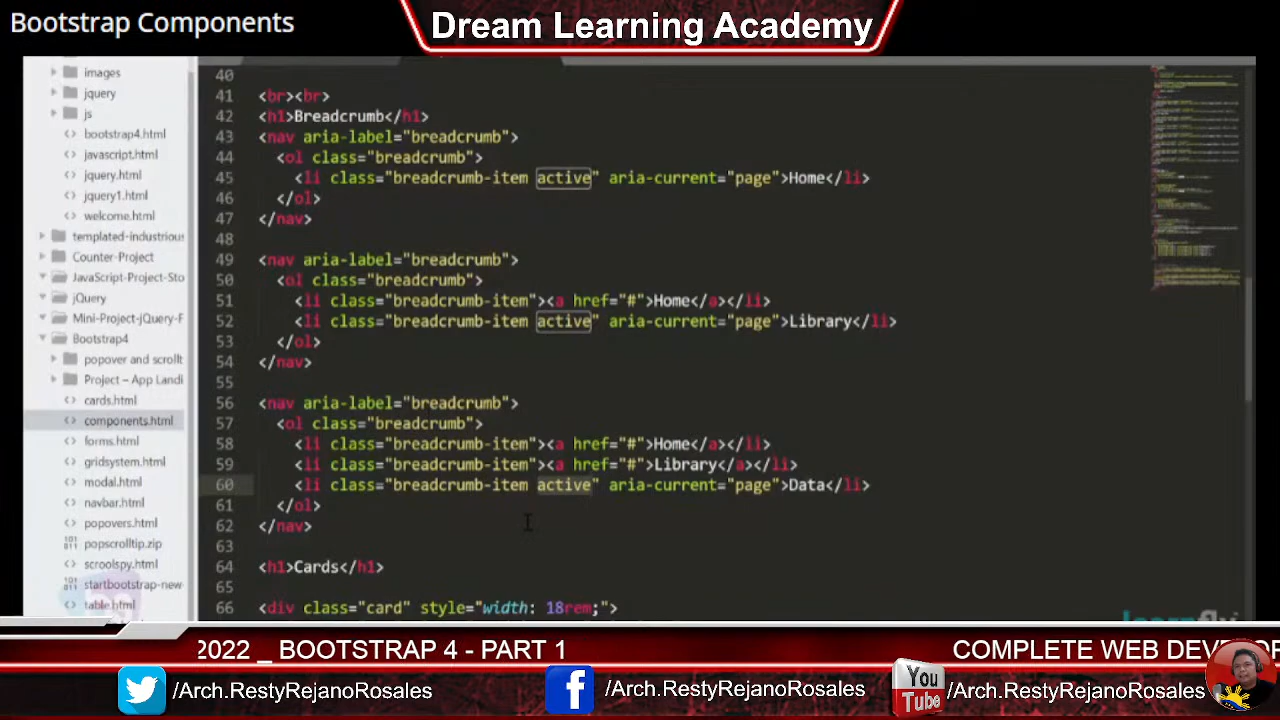 Bootstrap Components
Dream Learning Academy
images
jquery
js
bootstrap4.html
javascript.html
jquery.html
jquery1.html
welcome.html
templated-industriou
Counter-Project
JavaScript-Project-Sto
jQuery
Mini-Project-jQuery-F
Bootstrap4
popover and scrollt
Project – App Landi
cards.html
components.html
forms.html
gridsystem.html
modal.html
navbar.html
popovers.html
popscrolltip.zip
scroolspy.html
startbootstrap-new
table.html
40
41 <br><br>
42 <h1>Breadcrumb</h1>
43 <nav aria-label="breadcrumb">
44 <ol class="breadcrumb">
45 <li class="breadcrumb-item active" aria-current="page">Home</li>
46 </ol>
47 </nav>
48
49 <nav aria-label="breadcrumb">
50 <ol class="breadcrumb">
51 <li class="breadcrumb-item"><a href="#">Home</a></li>
52 <li class="breadcrumb-item active" aria-current="page">Library</li>
53 </ol>
54 </nav>
55
56 <nav aria-label="breadcrumb">
57 <ol class="breadcrumb">
58 <li class="breadcrumb-item"><a href="#">Home</a></li>
59 <li class="breadcrumb-item"><a href="#">Library</a></li>
60 <li class="breadcrumb-item active" aria-current="page">Data</li>
61 </ol>
62 </nav>
63
64 <h1>Cards</h1>
65
66 <div class="card" style="width: 18rem;">
2022 _ BOOTSTRAP 4 - PART 1 COMPLETE WEB DEVELOP
/Arch.RestyRejanoRosales /Arch.RestyRejanoRosales You Tube /Arch.RestyRejanoRosales